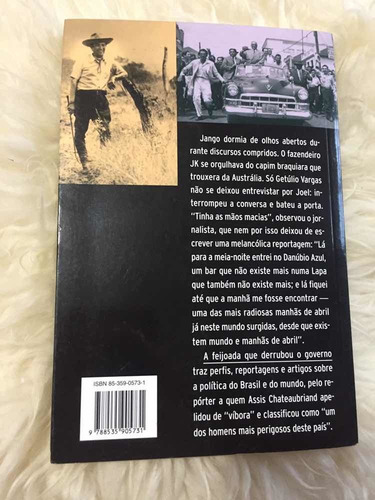 Jango dormia de olhos abertos du-
rante discursos compridos. O fazendeiro
JK se orgulhava do capim braquiara que
trouxera da Austrália. Só Getúlio Vargas
não se deixou entrevistar por Joel: in-
terrompeu a conversa e bateu a porta.
"Tinha as mãos macias", observou o jor-
nalista, que nem por isso deixou de es-
crever uma melancólica reportagem: "Lá
para a meia-noite entrei no Danúbio Azul,
um bar que não existe mais numa Lapa
que também não existe mais; e lá fiquei
até que a manhã me fosse encontrar —
uma das mais radiosas manhãs de abril
já neste mundo surgidas, desde que exis-
tem mundo e manhãs de abril".
A feijoada que derrubou o governo
traz perfis, reportagens e artigos sobre
a política do Brasil e do mundo, pelo re-
pórter a quem Assis Chateaubriand ape-
lidou de "víbora" e classificou como "um
dos homens mais perigosos deste país".
ISBN 85-359-0573-1
9 788535 905731